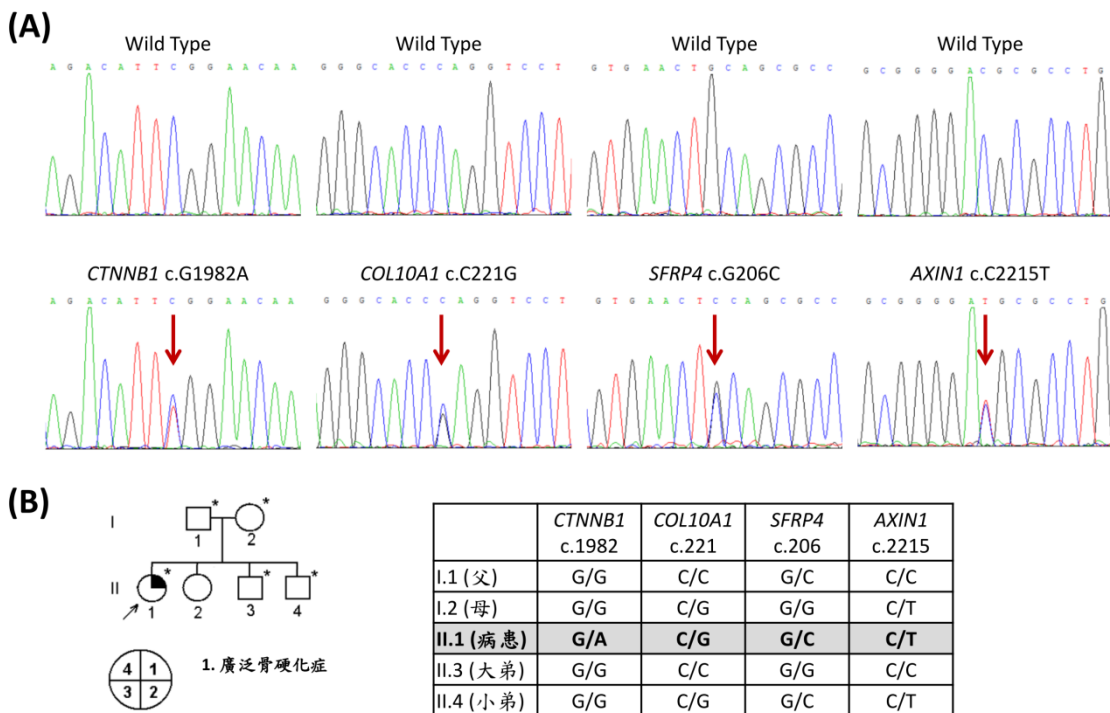 (A)
Wild Type Wild Type Wild Type Wild Type
A G A C A T T C G G A A C A A G G G C A C C C A G G T C C T G T G A A C T G C A G C G C C G C G G G G A C G C G C C T G
CTNNB1 c.G1982A COL10A1 c.C221G SFRP4 c.G206C AXIN1 c.C2215T
A G A C A T T C G G A A C A A G G G C A C C C A G G T C C T G T G A A C T C C A G C G C C G C G G G G A T G C G C C T G
(B)
I
* *
1 2
II
* * *
1 2 3 4
4 1
3 2
1. 廣泛骨硬化症
CTNNB1 c.1982 COL10A1 c.221 SFRP4 c.206 AXIN1 c.2215
I.1 (父) G/G C/C G/C C/C
I.2 (母) G/G C/G G/G C/T
II.1 (病患) G/A C/G G/C C/T
II.3 (大弟) G/G C/C G/G C/C
II.4 (小弟) G/G C/G G/C C/T